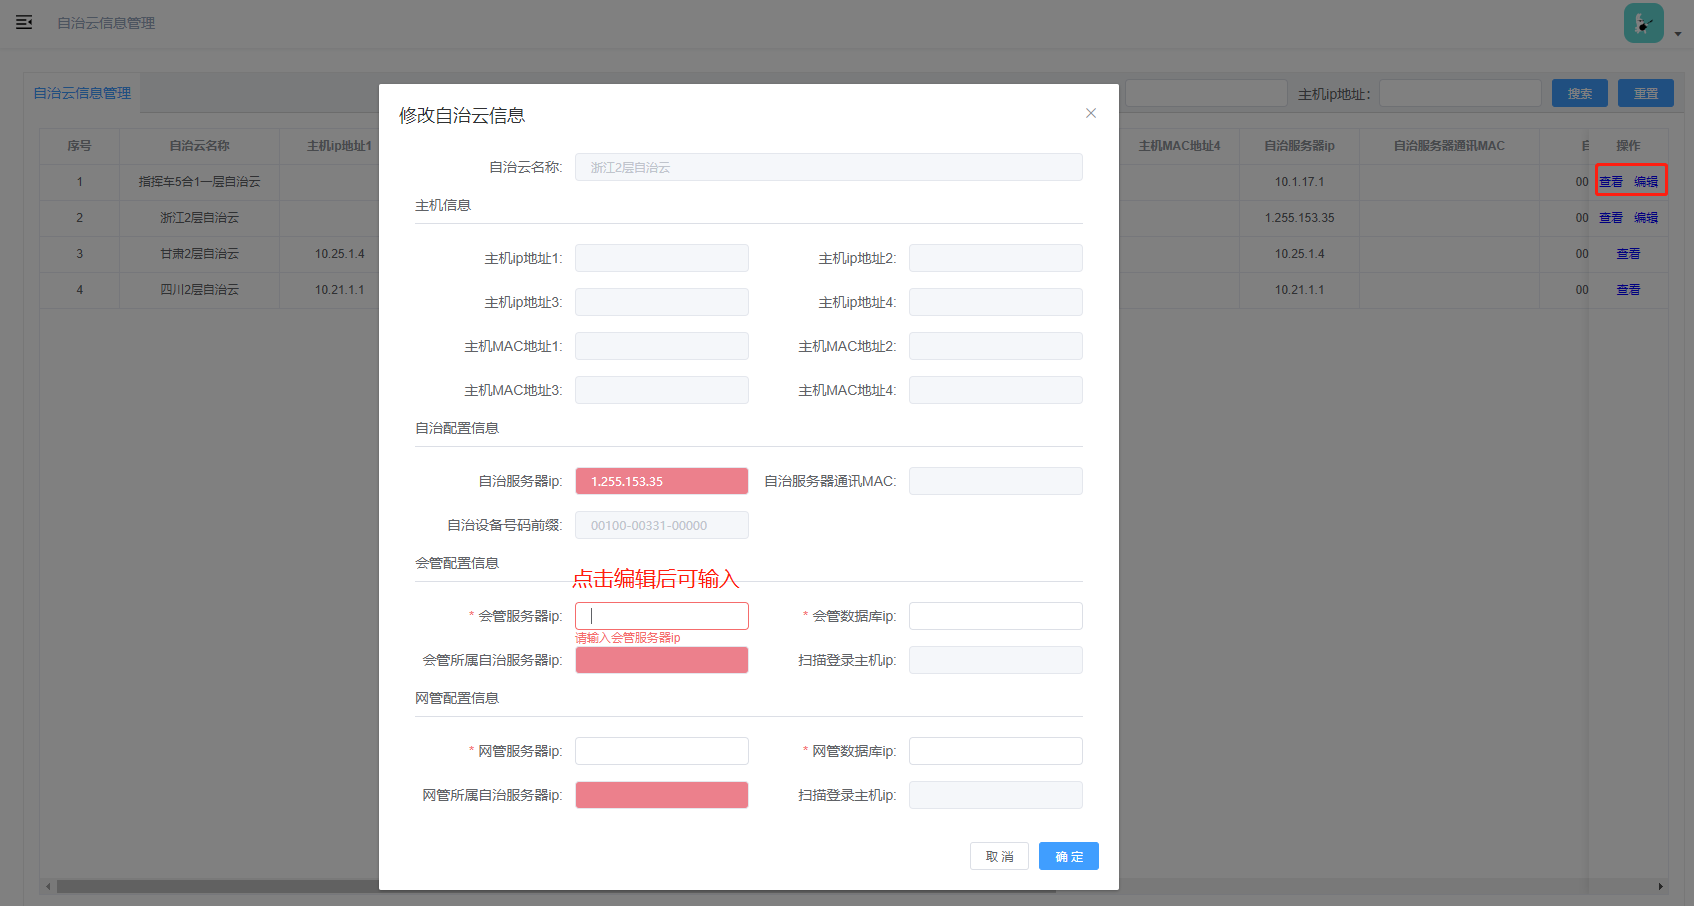 自治云信息管理
自治云信息管理
主机ip地址:
搜索
重置
序号 自治云名称 主机ip地址1 主机MAC地址4 自治服务器ip 自治服务器通讯MAC 操作
1 指挥车5合1一层自治云 10.1.17.1 00 查看 编辑
2 浙江2层自治云 1.255.153.35 00 查看 编辑
3 甘肃2层自治云 10.25.1.4 10.25.1.4 00 查看
4 四川2层自治云 10.21.1.1 10.21.1.1 00 查看
修改自治云信息
自治云名称: 浙江2层自治云
主机信息
主机ip地址1: 主机ip地址2:
主机ip地址3: 主机ip地址4:
主机MAC地址1: 主机MAC地址2:
主机MAC地址3: 主机MAC地址4:
自治配置信息
自治服务器ip: 1.255.153.35 自治服务器通讯MAC:
自治设备号码前缀: 00100-00331-00000
会管配置信息
点击编辑后可输入
* 会管服务器ip: * 会管数据库ip:
请输入会管服务器ip
会管所属自治服务器ip: 扫描登录主机ip:
网管配置信息
* 网管服务器ip: * 网管数据库ip:
网管所属自治服务器ip: 扫描登录主机ip:
取消 确定